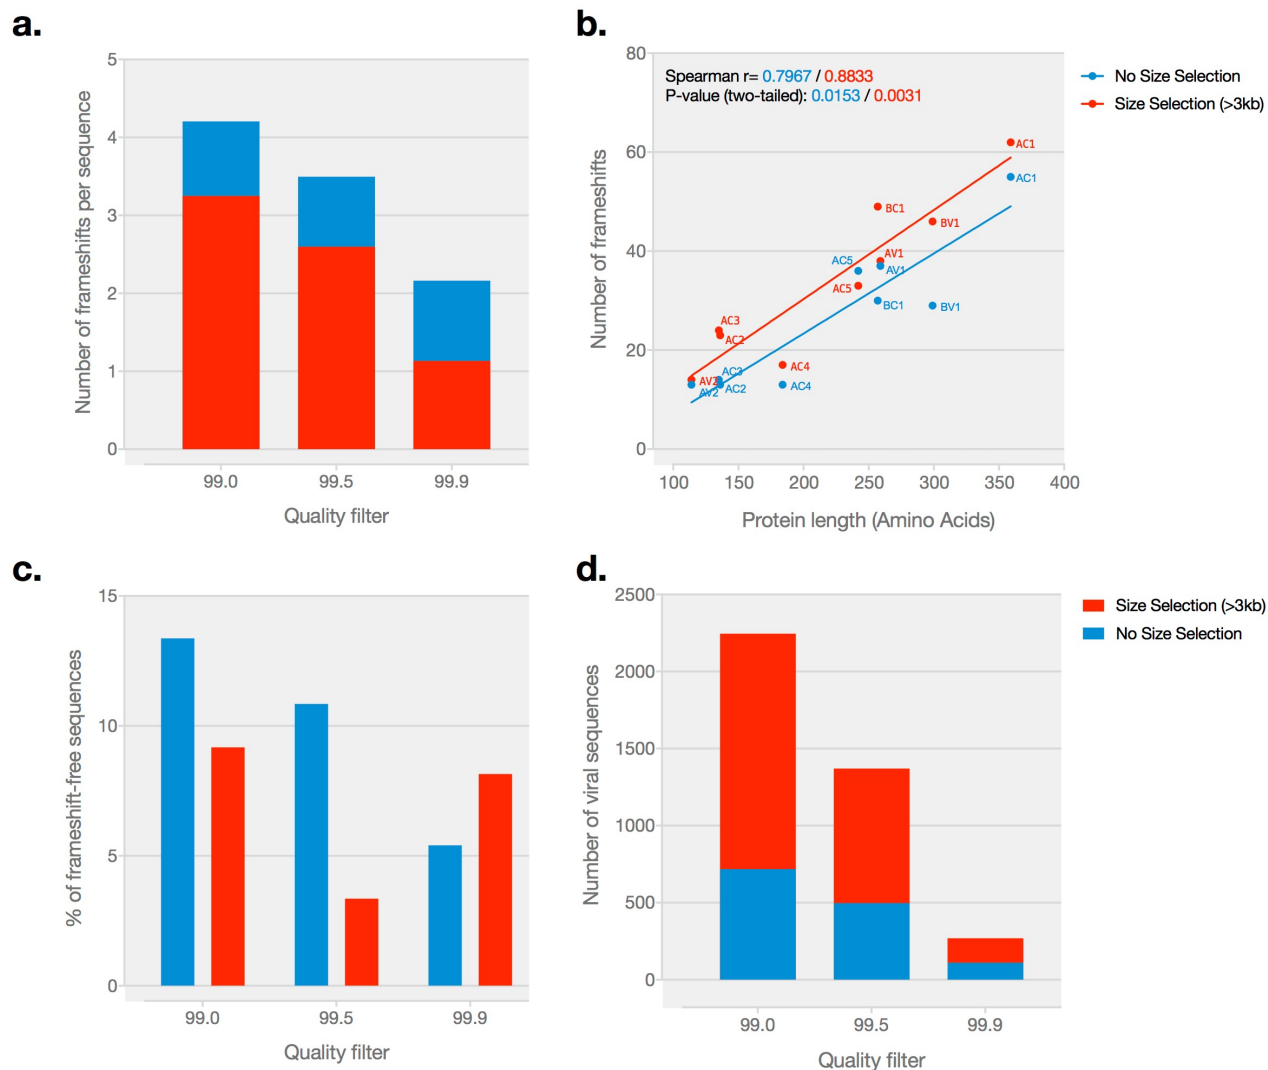 a.
Number of frameshifts per sequence
5
4
3
2
1
0
99.0 99.5 99.9
Quality filter
b.
Number of frameshifts
80
60
40
20
0
Spearman r= 0.7967 / 0.8833
P-value (two-tailed): 0.0153 / 0.0031
AC1
AC1
BC1
BV1
AV1
AC5
AV1
AC5
BC1
BV1
AC3
AC2
AC4
AC3
AV2
AC2
AC4
AV2
100 150 200 250 300 350 400
Protein length (Amino Acids)
No Size Selection
Size Selection (>3kb)
c.
% of frameshift-free sequences
15
10
5
0
99.0 99.5 99.9
Quality filter
d.
Number of viral sequences
2500
2000
1500
1000
500
0
99.0 99.5 99.9
Quality filter
Size Selection (>3kb)
No Size Selection